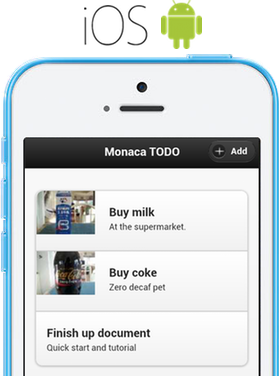 iOS
Monaca TODO
Add
Buy milk
At the supermarket.
Buy coke
Zero decaf pet
Finish up document
Quick start and tutorial